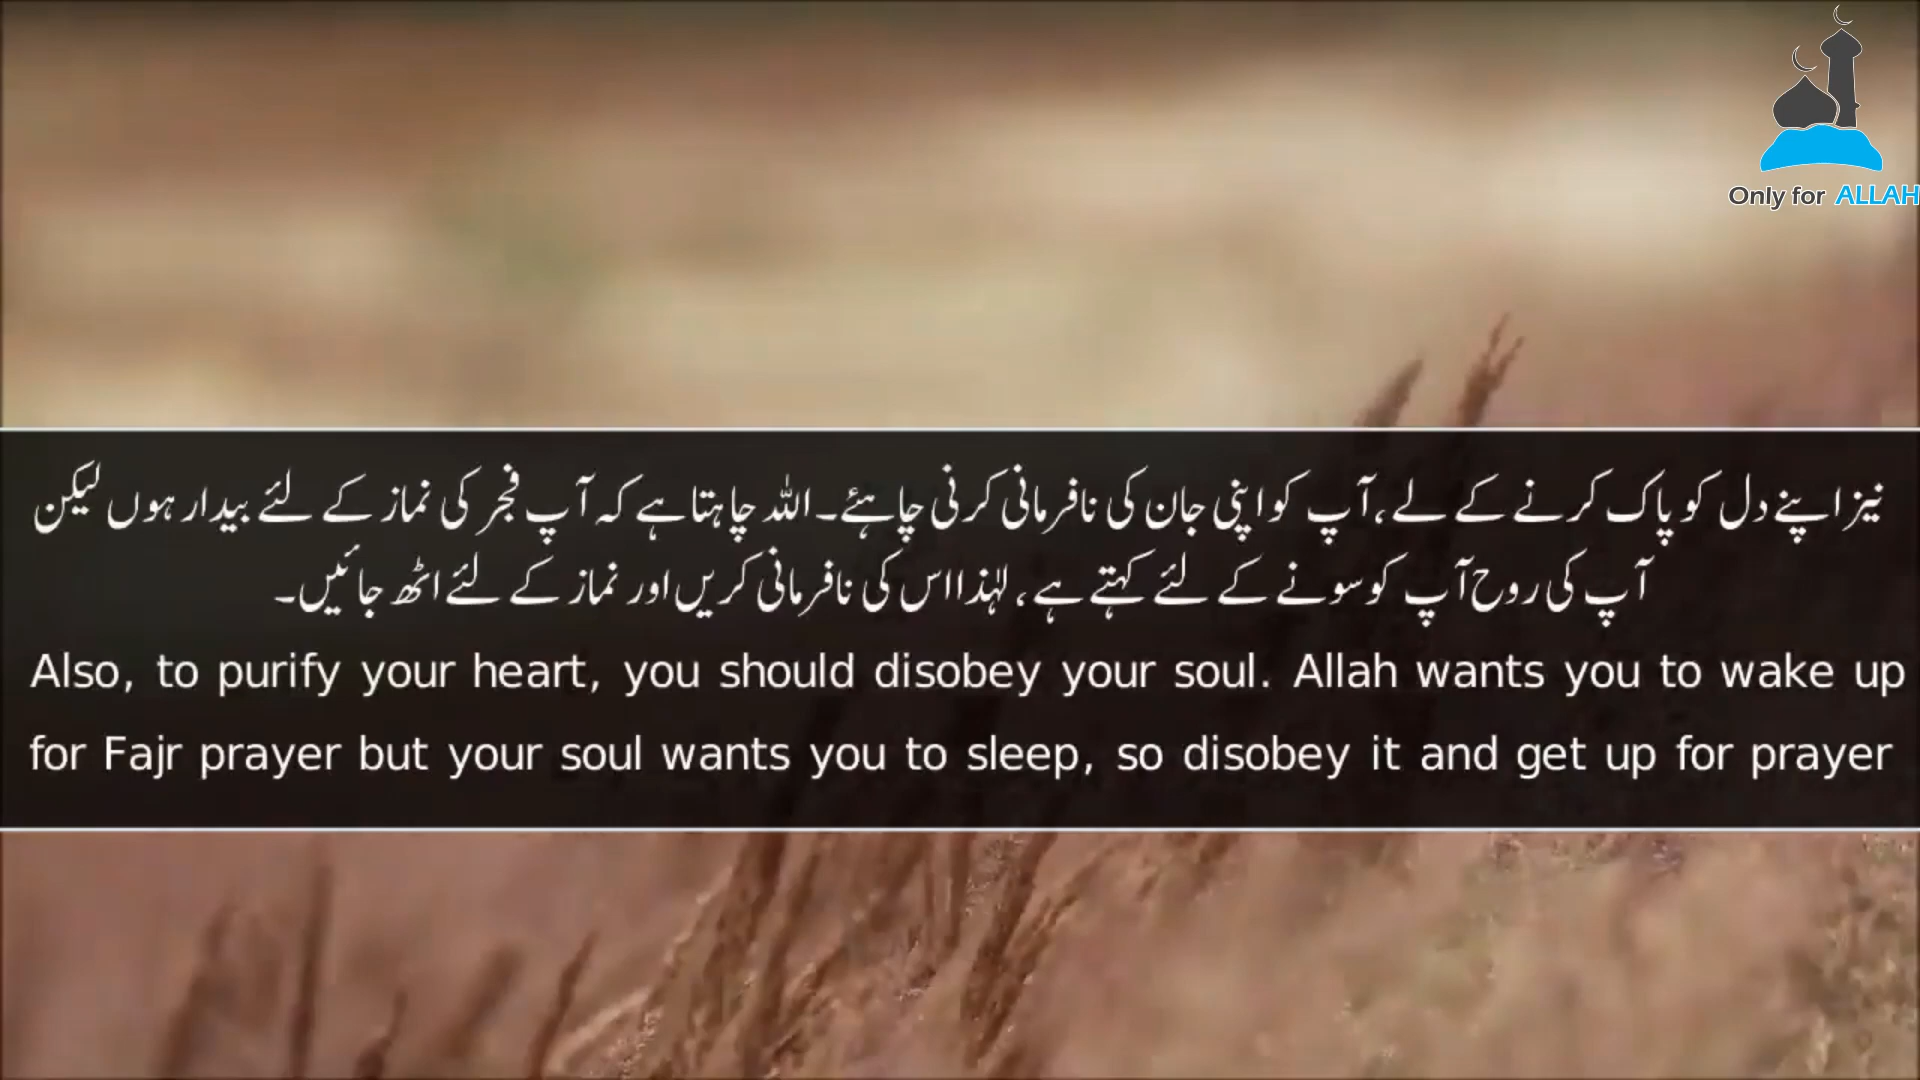 Only for ALLAH
نیز اپنے دل کو پاک کرنے کے لے، آپ کو اپنی جان کی نافرمانی کرنی چاہئے۔ اللہ چاہتا ہے کہ آپ فجر کی نماز کے لئے بیدار ہوں لیکن
آپ کی روح آپ کو سونے کے لئے کہتے ہے، لہٰذا اس کی نافرمانی کریں اور نماز کے لئے اٹھ جائیں۔
Also, to purify your heart, you should disobey your soul. Allah wants you to wake up
for Fajr prayer but your soul wants you to sleep, so disobey it and get up for prayer